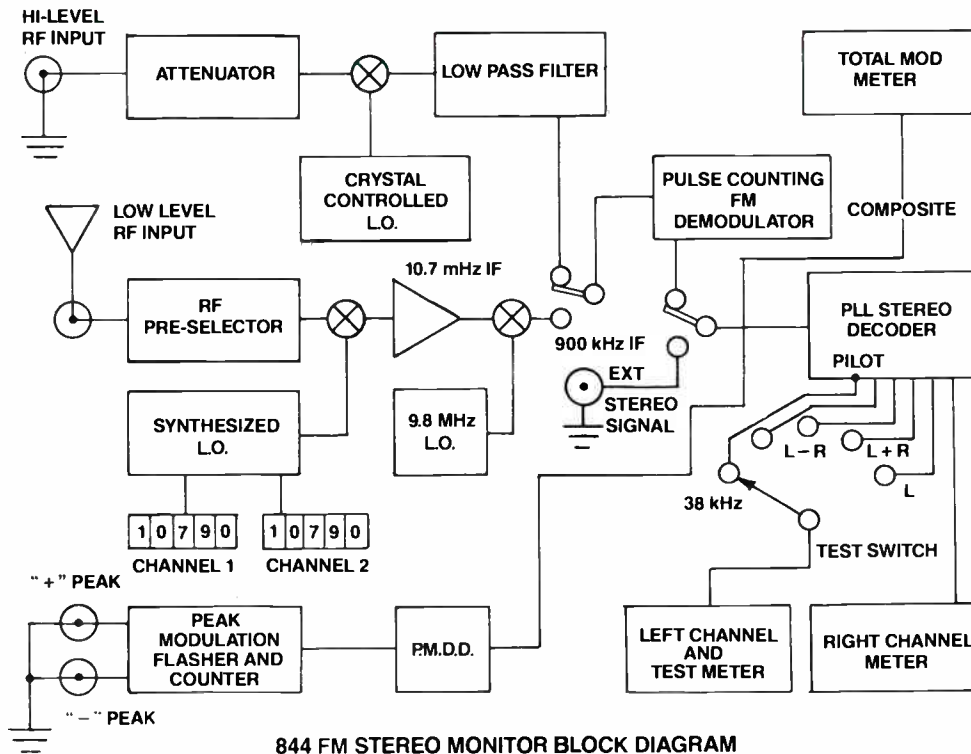 HI-LEVEL
RF INPUT
ATTENUATOR
LOW PASS FILTER
TOTAL MOD
METER
CRYSTAL
CONTROLLED
L.O.
PULSE COUNTING
FM
DEMODULATOR
COMPOSITE
LOW LEVEL
RF INPUT
10.7 mHz IF
RF
PRE-SELECTOR
900 kHz IF
PLL STEREO
DECODER
PILOT
EXT
STEREO
SIGNAL
SYNTHESIZED
L.O.
9.8 MHz
L.O.
L – R
L + R
L
38 kHz
TEST SWITCH
1 0 7 9 0
1 0 7 9 0
CHANNEL 1
CHANNEL 2
"+" PEAK
PEAK
MODULATION
FLASHER AND
COUNTER
P.M.D.D.
LEFT CHANNEL
AND
TEST METER
RIGHT CHANNEL
METER
"–" PEAK
844 FM STEREO MONITOR BLOCK DIAGRAM